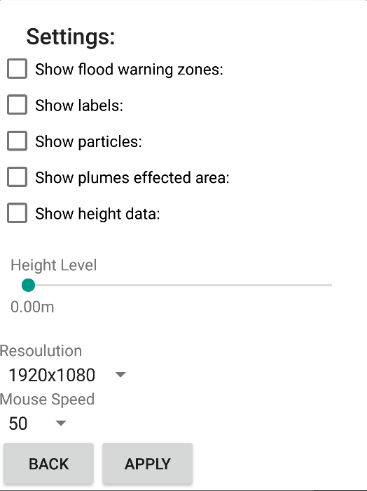 Settings:
Show flood warning zones:
Show labels:
Show particles:
Show plumes effected area:
Show height data:
Height Level
0.00m
Resoulution
1920x1080
Mouse Speed
50
BACK APPLY